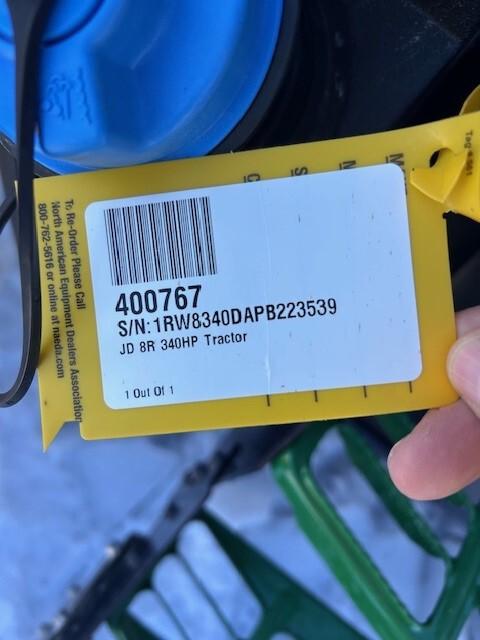 400767
S/N:1RW8340DAPB223539
JD 8R 340HP Tractor
1 Out Of 1
To Re-Order Please Call
North American Equipment Dealers Association
800-762-5616 or online at naeda.com